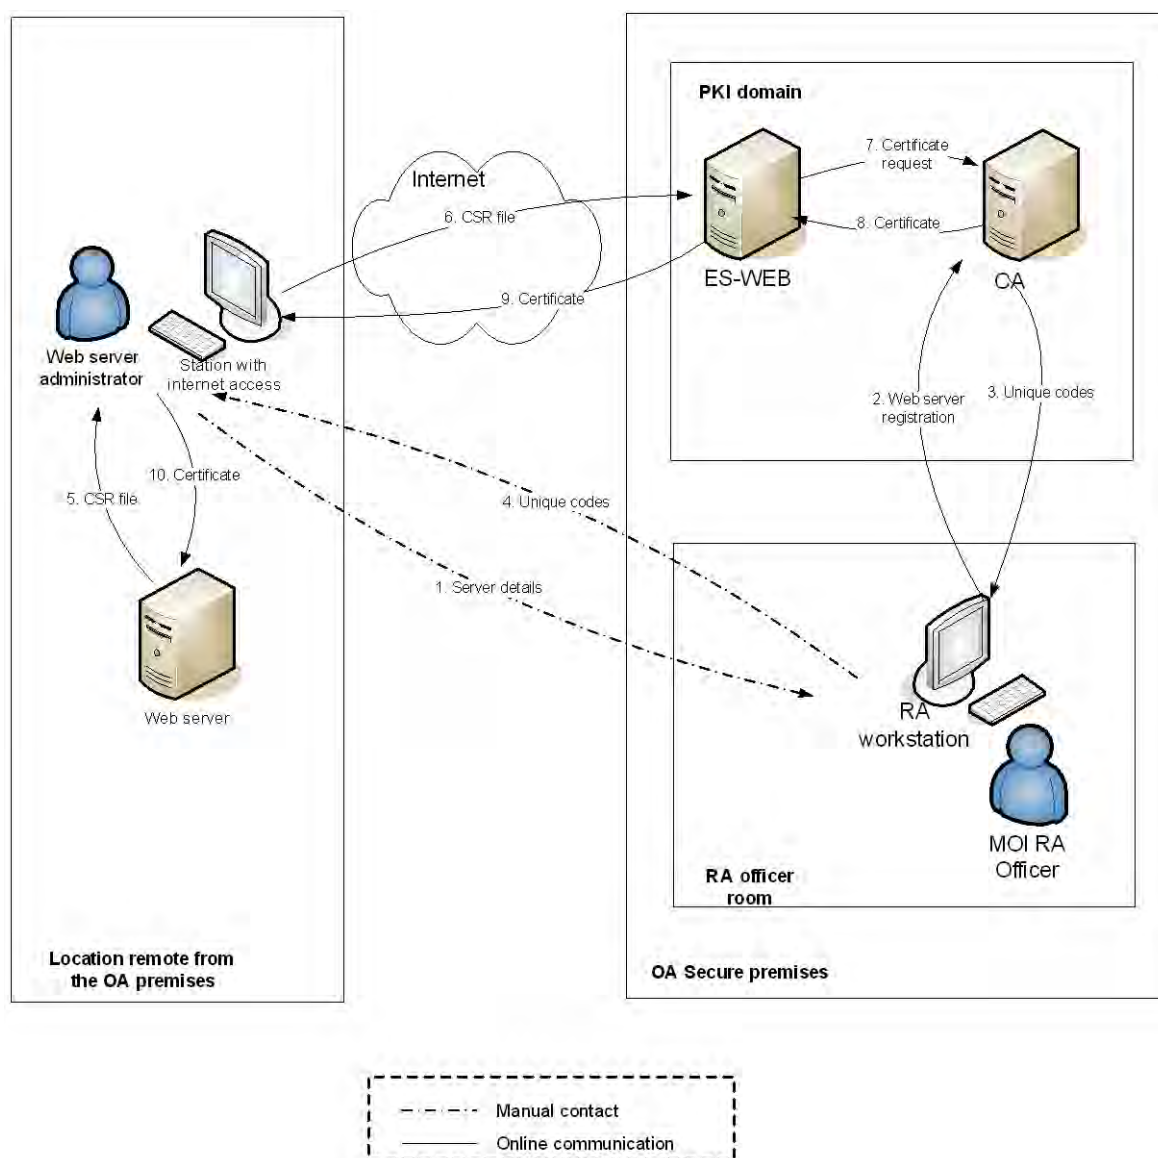 PKI domain
7. Certificate
request
Internet
6. CSR file
8. Certificate
ES-WEB
CA
9. Certificate
Web server
administrator
Station with
internet access
2. Web server
registration
3. Unique codes
10. Certificate
5. CSR file
4. Unique codes
1. Server details
Web server
RA
workstation
MOI RA
Officer
RA officer
room
Location remote from
the OA premises
OA Secure premises
Manual contact
Online communication